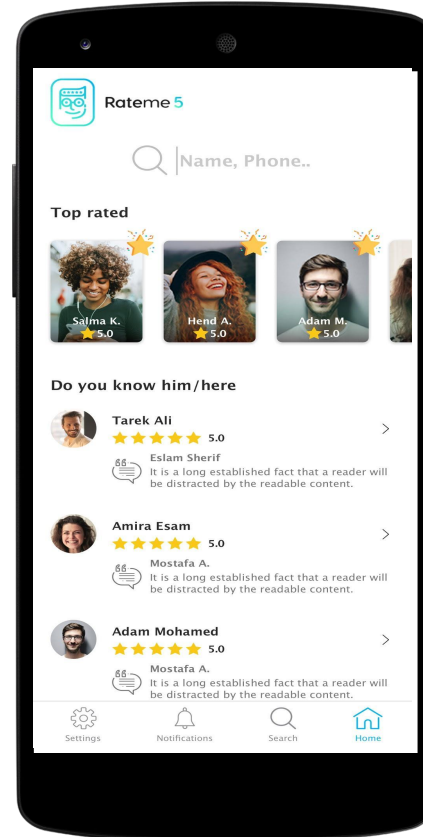 Rateme 5
Name, Phone..
Top rated
Salma K.
5.0
Hend A.
5.0
Adam M.
5.0
Do you know him/here
Tarek Ali
5.0
Eslam Sherif
It is a long established fact that a reader will
be distracted by the readable content.
Amira Esam
5.0
Mostafa A.
It is a long established fact that a reader will
be distracted by the readable content.
Adam Mohamed
5.0
Mostafa A.
It is a long established fact that a reader will
be distracted by the readable content.
Settings
Notifications
Search
Home